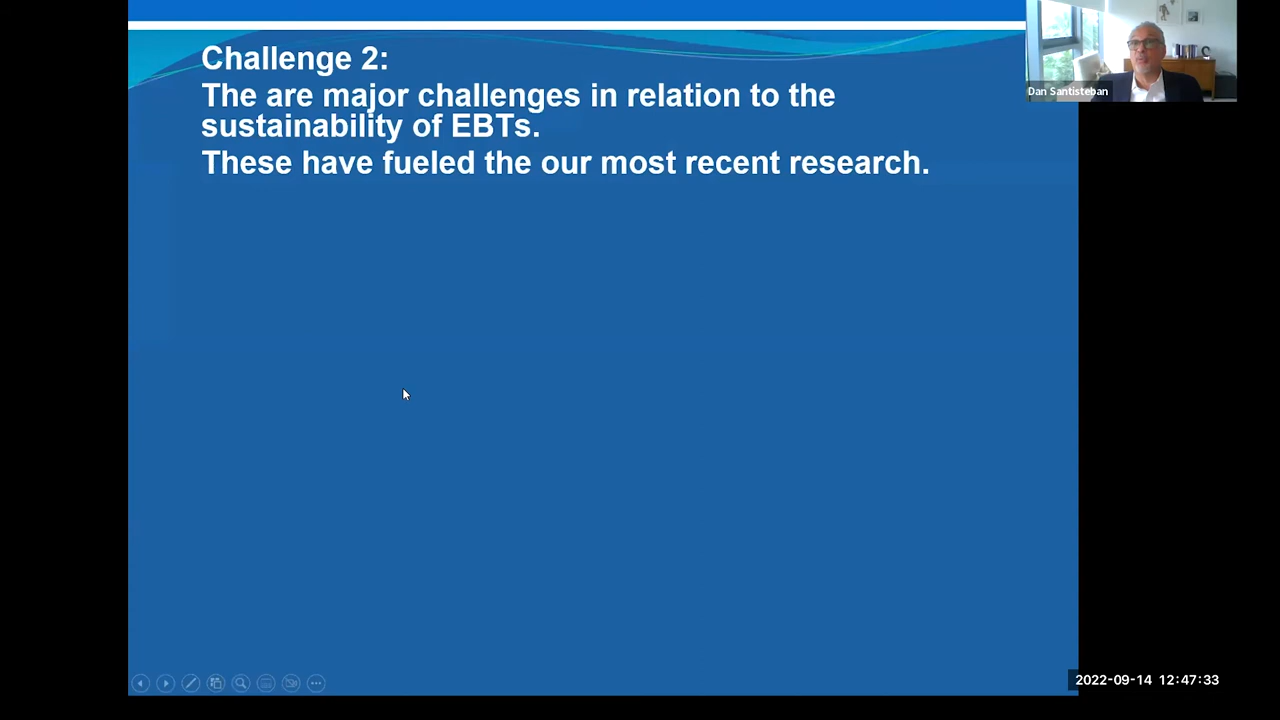 Challenge 2:
The are major challenges in relation to the
sustainability of EBTs.
These have fueled the our most recent research.
Dan Santisteban
2022-09-14 12:47:33